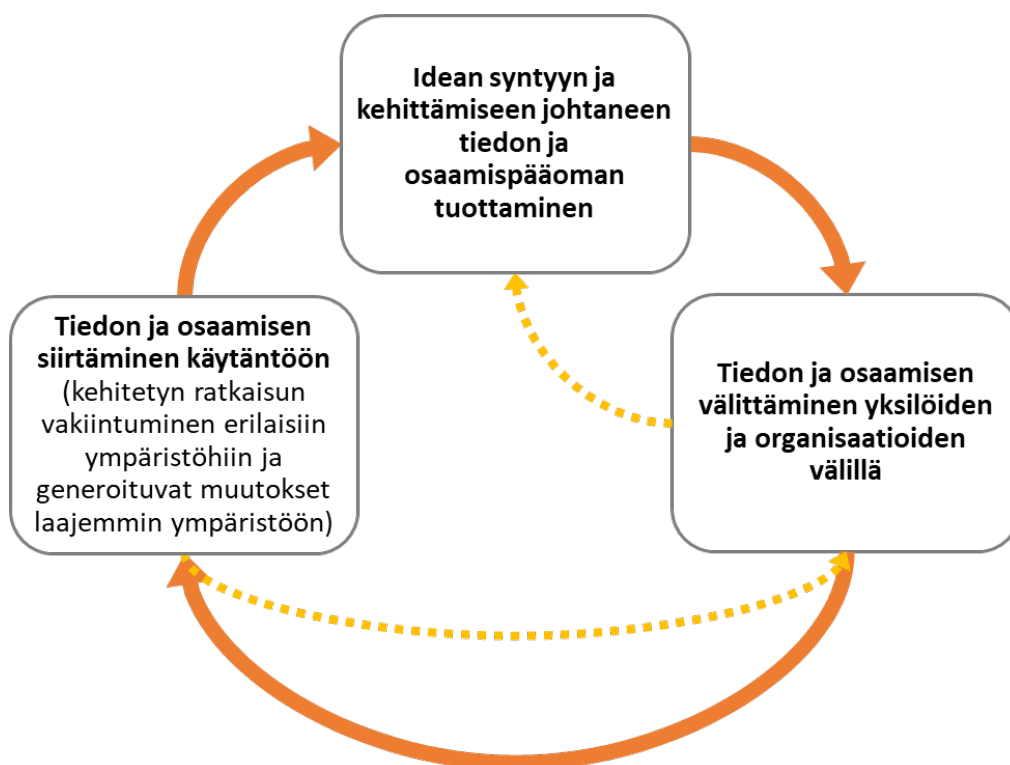 Idean syntyyn ja
kehittämiseen johtaneen
tiedon ja
osaamispääoman
tuottaminen
Tiedon ja osaamisen
välittäminen yksilöiden
ja organisaatioiden
välillä
Tiedon ja osaamisen
siirtäminen käytäntöön
(kehitetyn ratkaisun
vakiintuminen erilaisiin
ympäristöhiin ja
generoituvat muutokset
laajemmin ympäristöön)